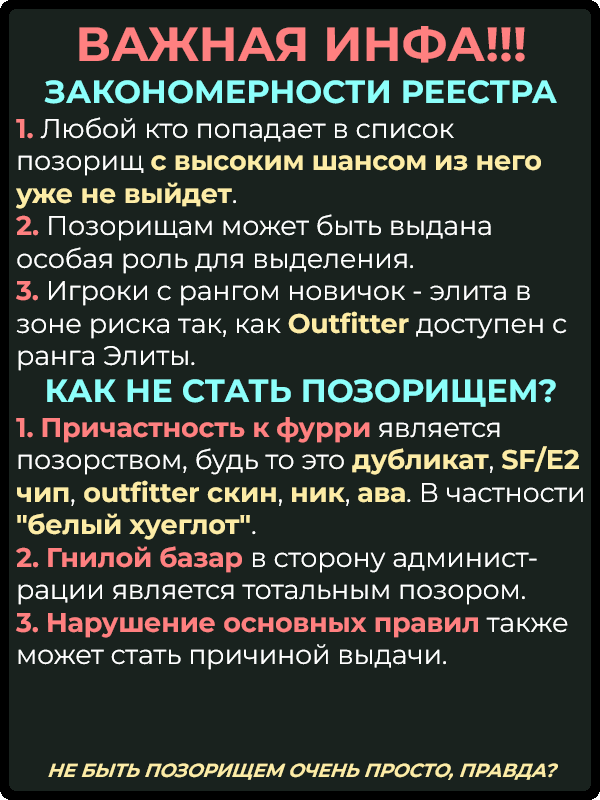 ВАЖНАЯ ИНФА!!!
ЗАКОНОМЕРНОСТИ РЕЕСТРА
1. Любой кто попадает в список
позорищ с высоким шансом из него
уже не выйдет.
2. Позорищам может быть выдана
особая роль для выделения.
3. Игроки с рангом новичок - элита в
зоне риска так, как Outfitter доступен с
ранга Элиты.
КАК НЕ СТАТЬ ПОЗОРИЩЕМ?
1. Причастность к фурри является
позорством, будь то это дубликат, SF/E2
чип, outfitter скин, ник, ава. В частности
"белый хуеглот".
2. Гнилой базар в сторону админист-
рации является тотальным позором.
3. Нарушение основных правил также
может стать причиной выдачи.
НЕ БЫТЬ ПОЗОРИЩЕМ ОЧЕНЬ ПРОСТО, ПРАВДА?